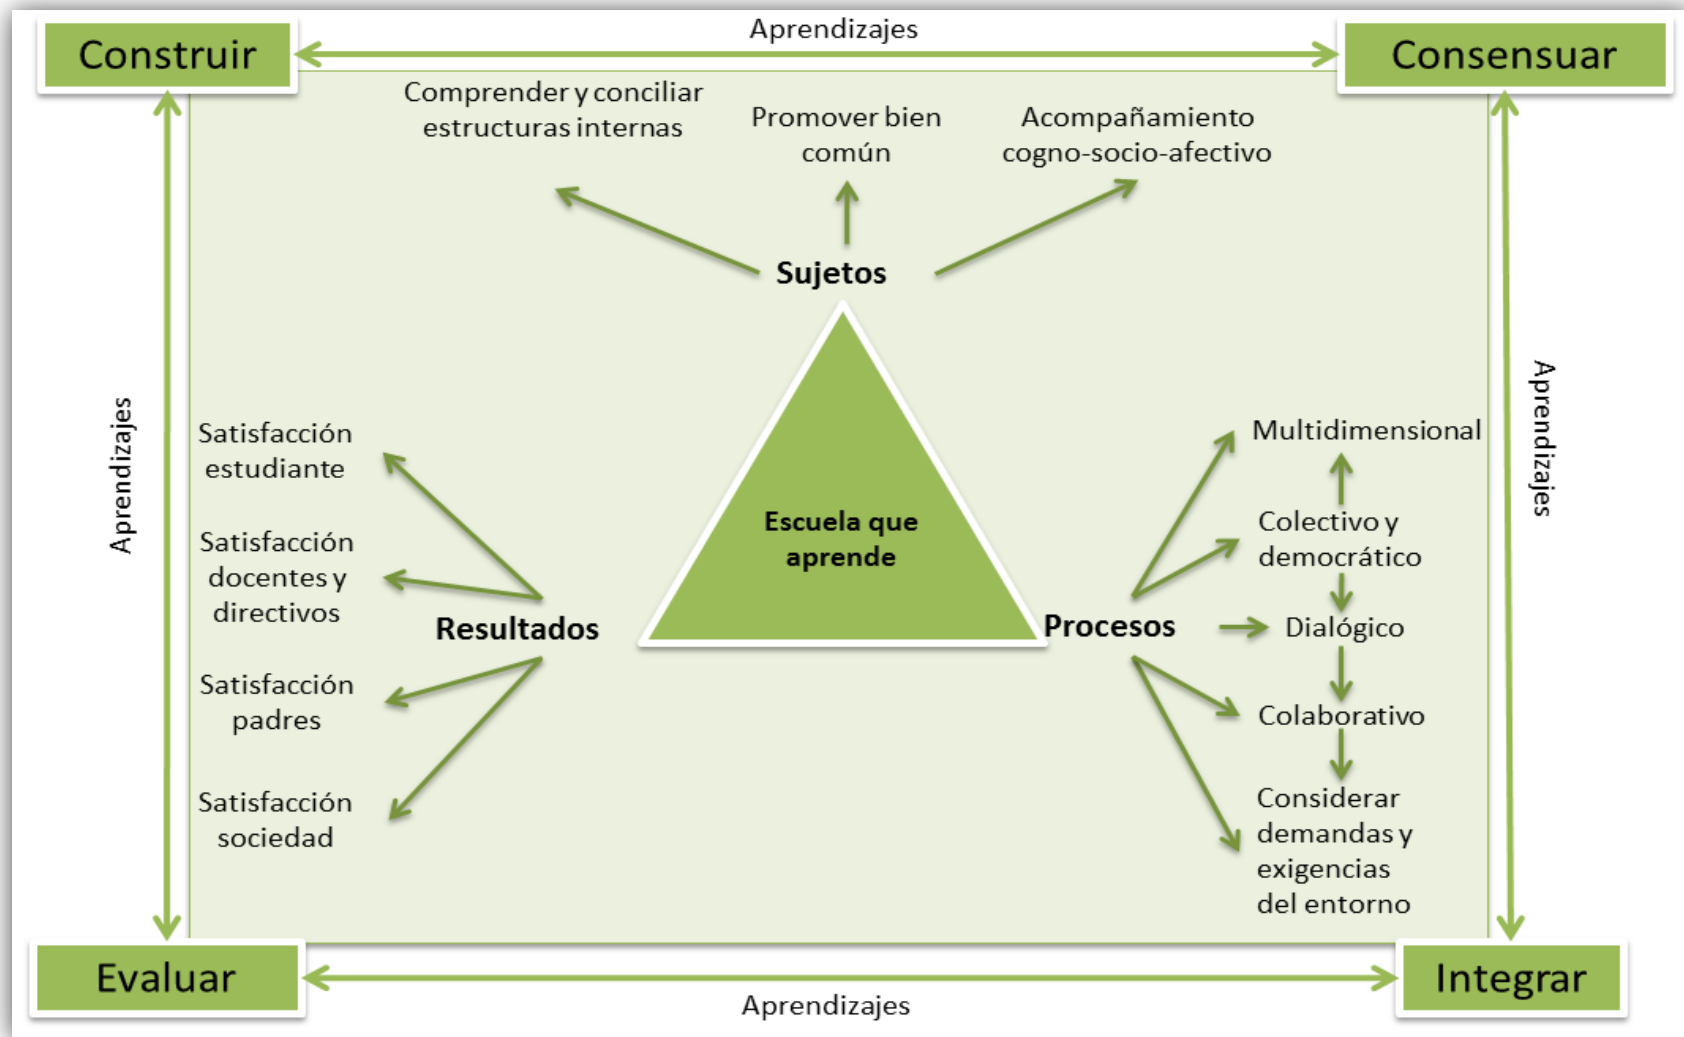 Aprendizajes
Construir
Consensuar
Comprender y conciliar
estructuras internas
Promover bien
común
Acompañamiento
cogno-socio-afectivo
Sujetos
Aprendizajes
Aprendizajes
Satisfacción
estudiante
Satisfacción
docentes y
directivos
Satisfacción
padres
Satisfacción
sociedad
Resultados
Escuela que
aprende
Procesos
Multidimensional
Colectivo y
democrático
Dialógico
Colaborativo
Considerar
demandas y
exigencias
del entorno
Evaluar
Integrar
Aprendizajes